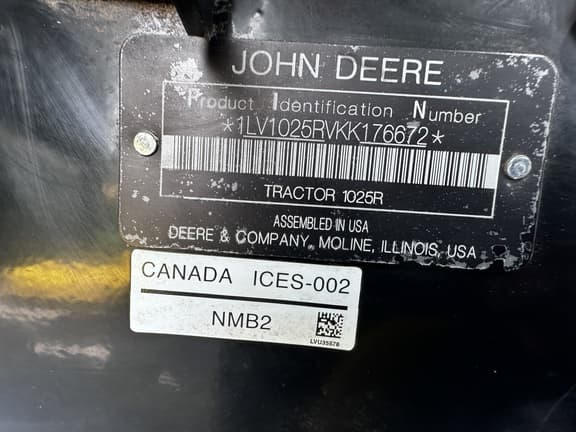 JOHN DEERE
Product Identification Number
*1LV1025RVKK176672*
TRACTOR 1025R
ASSEMBLED IN USA
DEERE & COMPANY, MOLINE, ILLINOIS, USA
CANADA ICES-002
NMB2
LVU35578